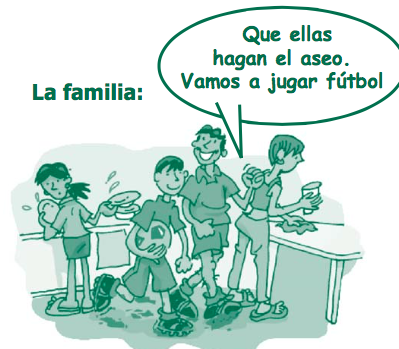 Que ellas
hagan el aseo.
Vamos a jugar fútbol
La familia: